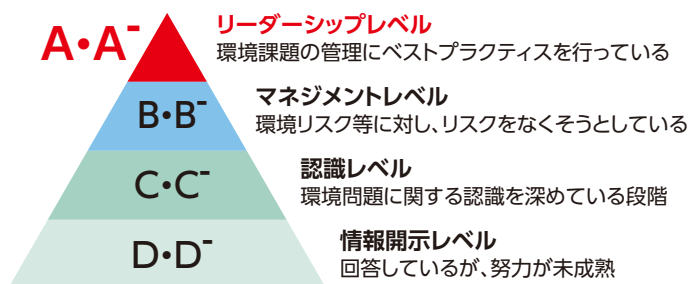 A・A⁻
リーダーシップレベル
環境課題の管理にベストプラクティスを行っている
B・B⁻
マネジメントレベル
環境リスク等に対し、リスクをなくそうとしている
C・C⁻
認識レベル
環境問題に関する認識を深めている段階
D・D⁻
情報開示レベル
回答しているが、努力が未成熟